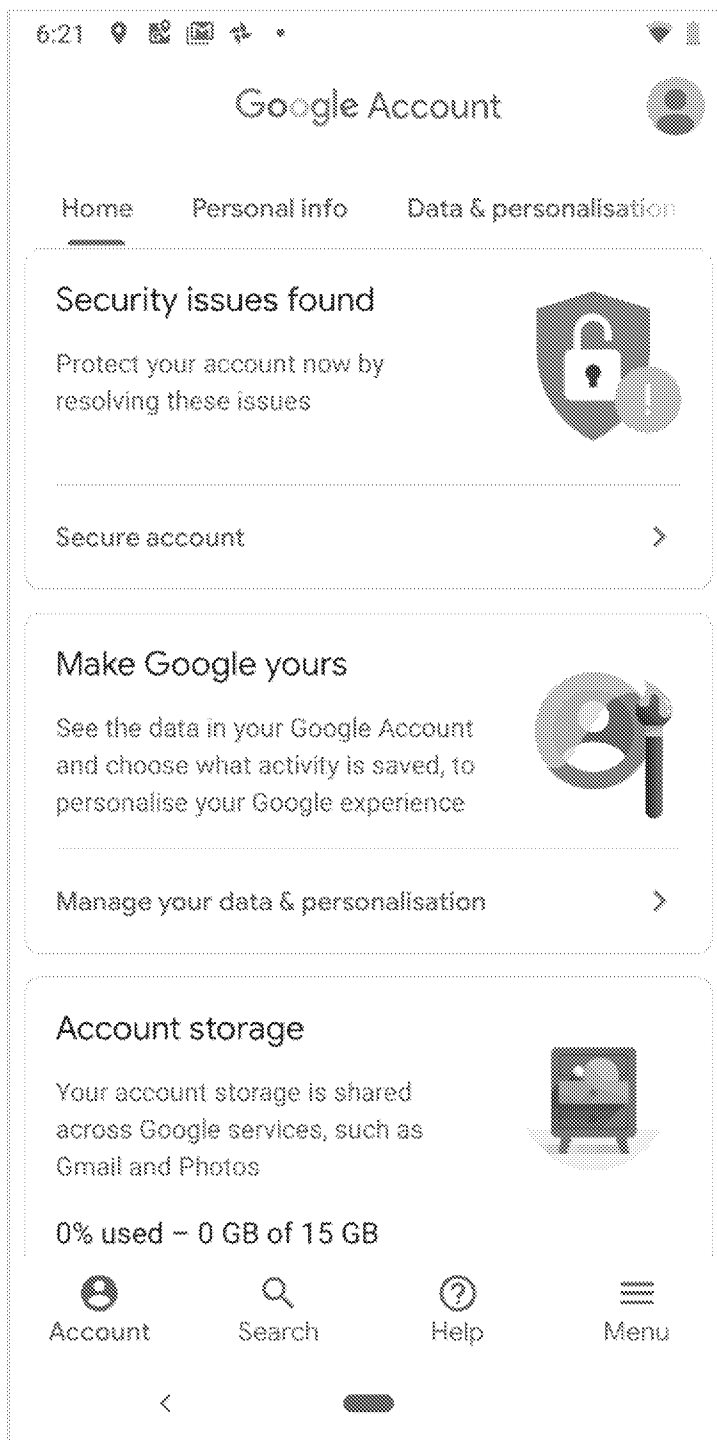 6:21
Google Account
Home Personal info Data & personalisation
Security issues found
Protect your account now by
resolving these issues
Secure account
Make Google yours
See the data in your Google Account
and choose what activity is saved, to
personalise your Google experience
Manage your data & personalisation
Account storage
Your account storage is shared
across Google services, such as
Gmail and Photos
0% used – 0 GB of 15 GB
Account Search Help Menu